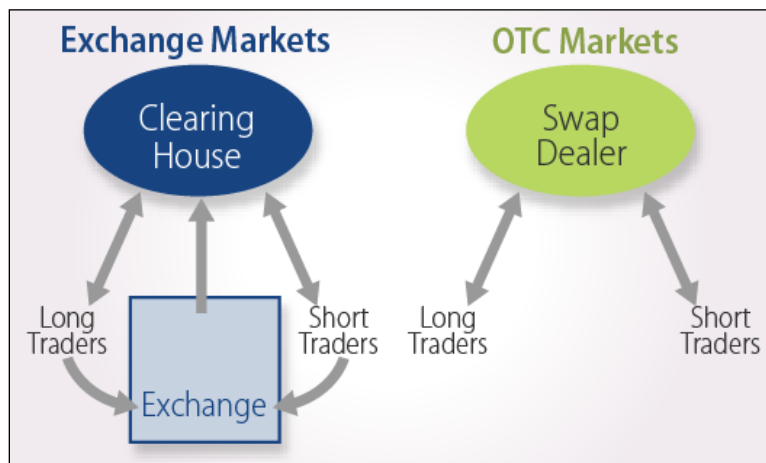 Exchange Markets
Clearing
House
Long
Traders
Short
Traders
Exchange
OTC Markets
Swap
Dealer
Long
Traders
Short
Traders